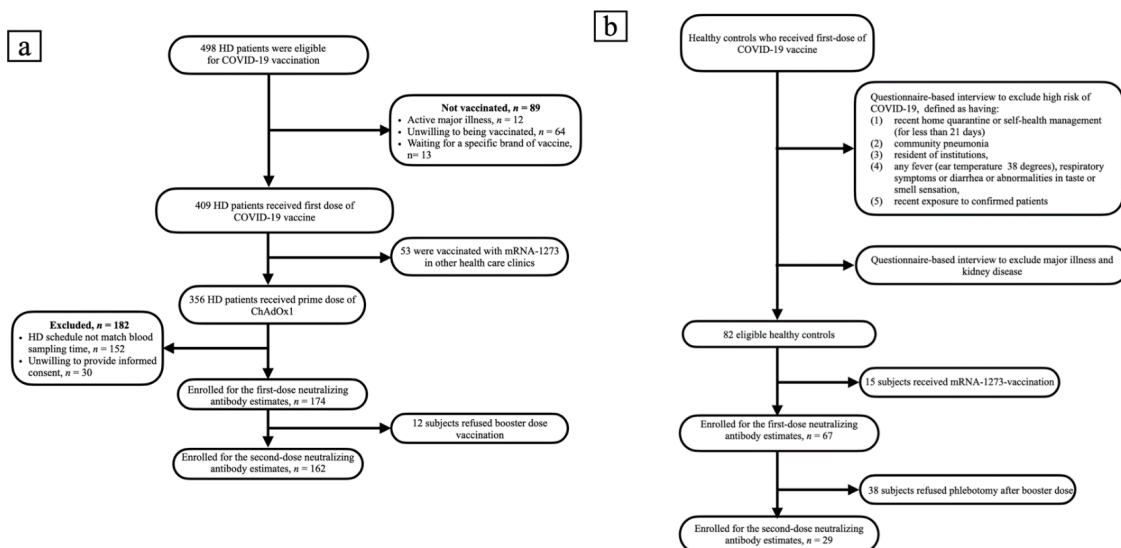 a
498 HD patients were eligible
for COVID-19 vaccination
Not vaccinated, n = 89
• Active major illness, n = 12
• Unwilling to being vaccinated, n = 64
• Waiting for a specific brand of vaccine,
n= 13
409 HD patients received first dose of
COVID-19 vaccine
53 were vaccinated with mRNA-1273
in other health care clinics
356 HD patients received prime dose of
ChAdOx1
Excluded, n = 182
• HD schedule not match blood
sampling time, n = 152
• Unwilling to provide informed
consent, n = 30
Enrolled for the first-dose neutralizing
antibody estimates, n = 174
12 subjects refused booster dose
vaccination
Enrolled for the second-dose neutralizing
antibody estimates, n = 162
b
Healthy controls who received first-dose of
COVID-19 vaccine
Questionnaire-based interview to exclude high risk of
COVID-19, defined as having:
(1) recent home quarantine or self-health management
(for less than 21 days)
(2) community pneumonia
(3) resident of institutions,
(4) any fever (ear temperature 38 degrees), respiratory
symptoms or diarrhea or abnormalities in taste or
smell sensation,
(5) recent exposure to confirmed patients
Questionnaire-based interview to exclude major illness and
kidney disease
82 eligible healthy controls
15 subjects received mRNA-1273-vaccination
Enrolled for the first-dose neutralizing
antibody estimates, n = 67
38 subjects refused phlebotomy after booster dose
Enrolled for the second-dose neutralizing
antibody estimates, n = 29